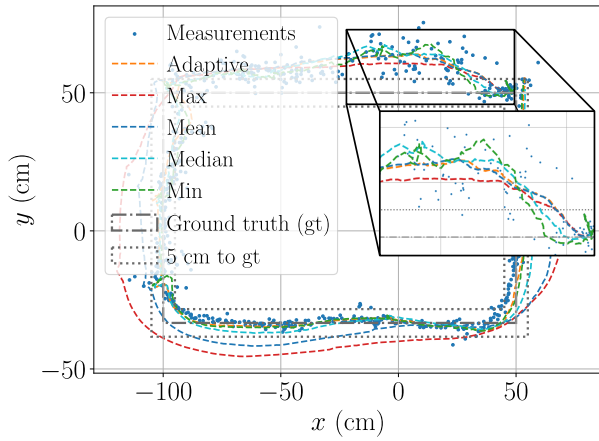 Measurements
Adaptive
Max
Mean
Median
Min
Ground truth (gt)
5 cm to gt
y (cm)
50
0
−50
−100
−50
0
50
x (cm)